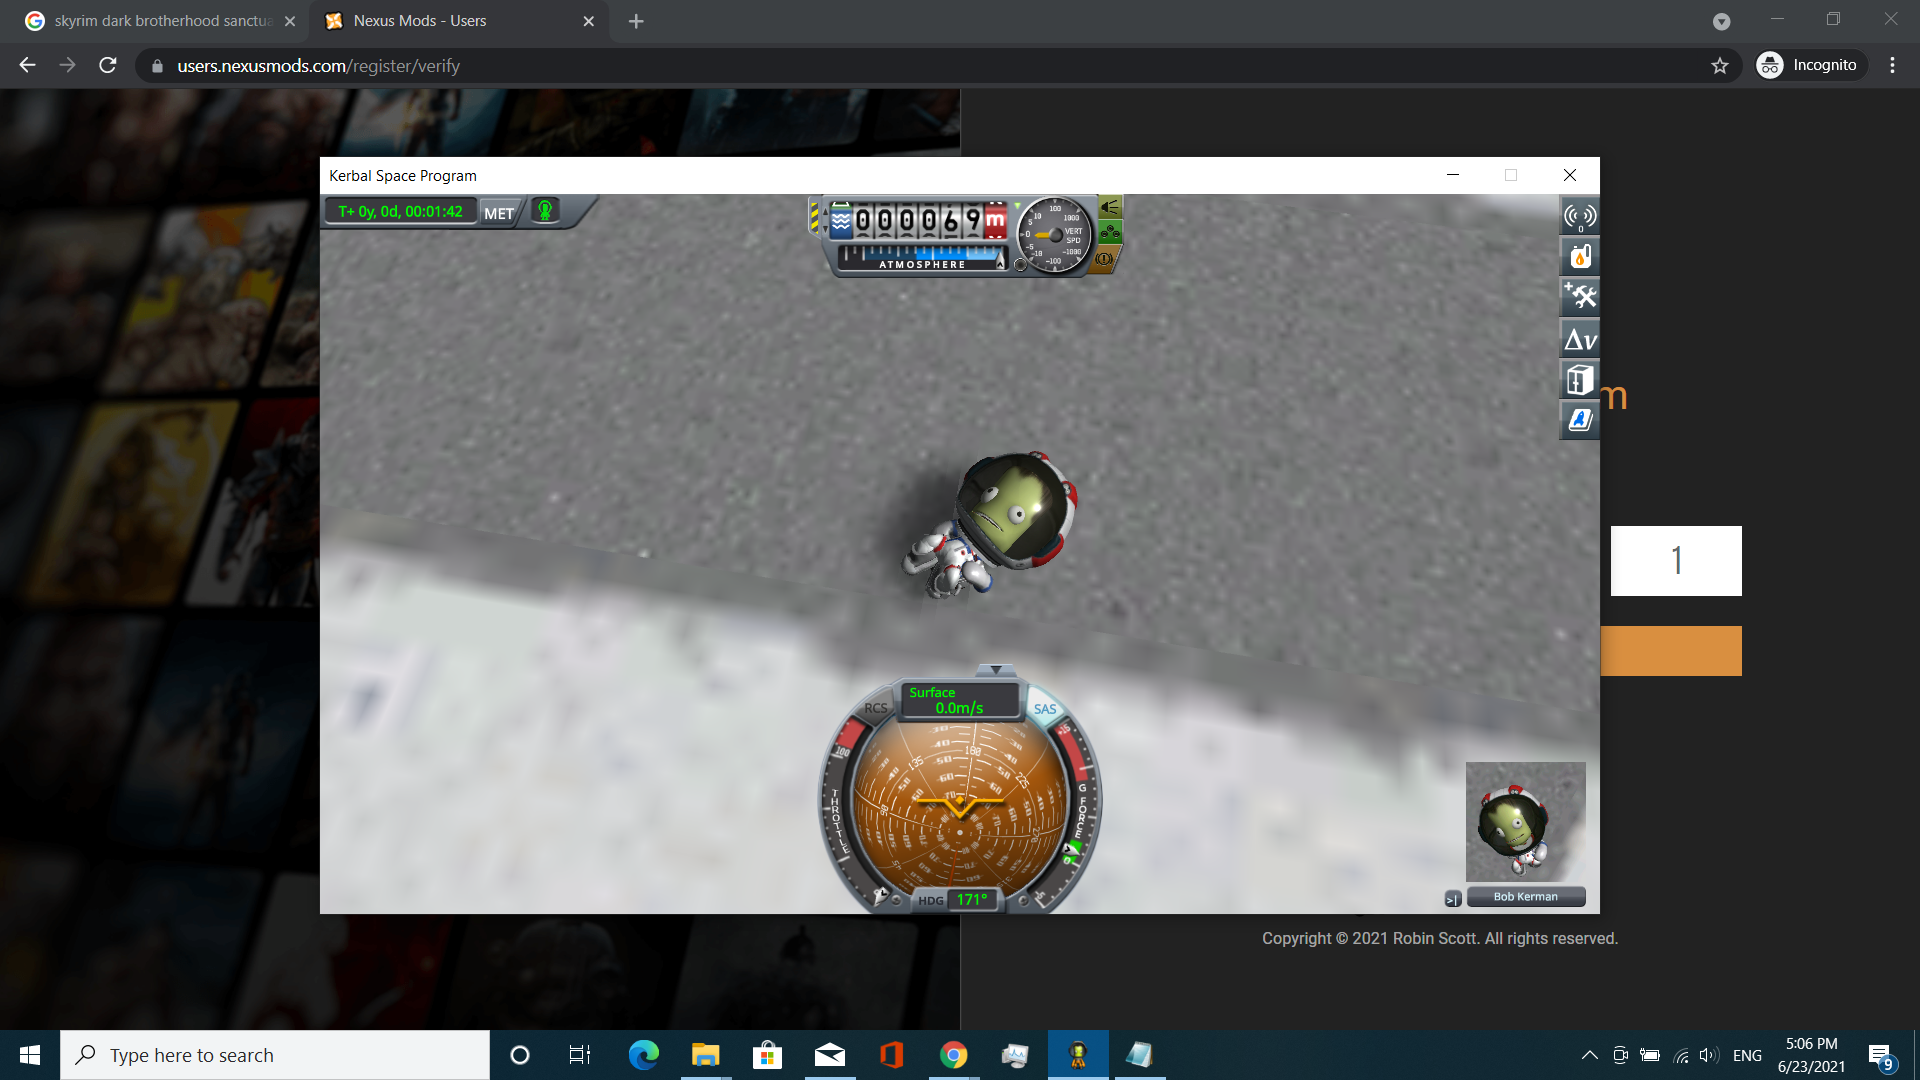 skyrim dark brotherhood sanctua
Nexus Mods - Users
users.nexusmods.com/register/verify
Incognito
Kerbal Space Program
T+ 0y, 0d, 00:01:42
MET
000069m
ATMOSPHERE
VERT
SPD
0
Δv
m
1
Surface
0.0m/s
RCS
SAS
THROTTLE
G FORCE
HDG
171°
>|
Bob Kerman
Copyright © 2021 Robin Scott. All rights reserved.
Type here to search
ENG
5:06 PM
6/23/2021
9